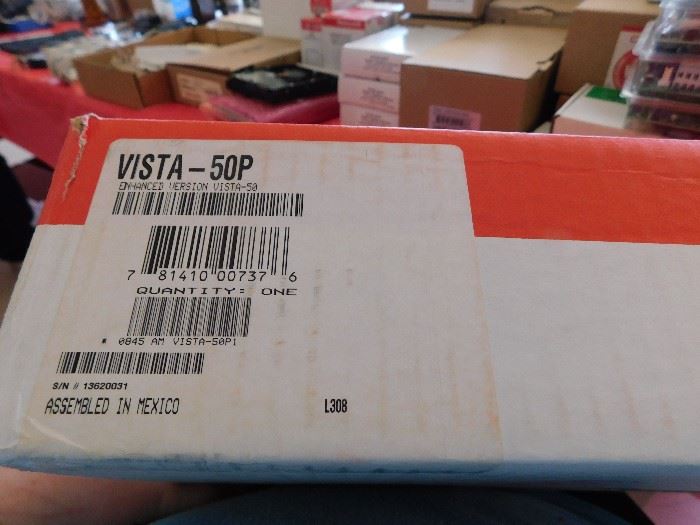 VISTA-50P
ENHANCED VERSION VISTA-50
7 81410 00737 6
QUANTITY: ONE
* 0845 AM VISTA-50P1
S/N # 13620031
ASSEMBLED IN MEXICO
L308